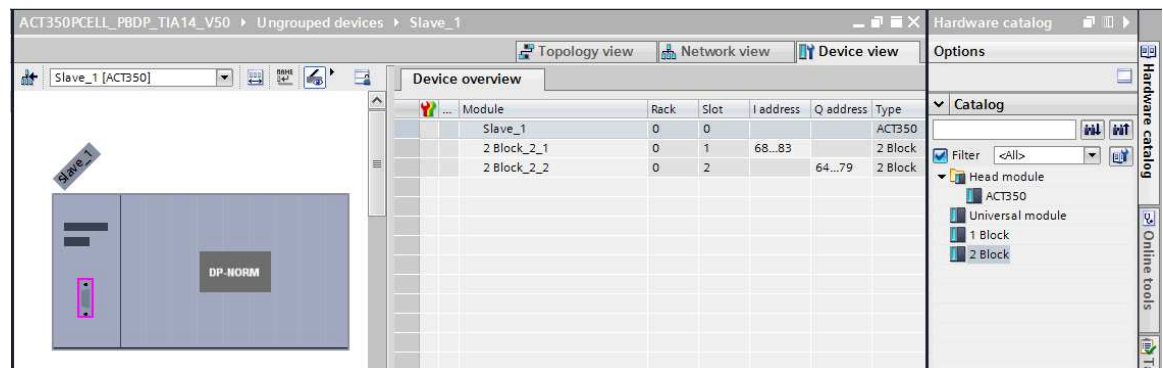 ACT350PCELL_PBDP_TIA14_V50 ▸ Ungrouped devices ▸ Slave_1
Topology view Network view Device view
Slave_1 [ACT350]
Device overview
... Module Rack Slot I address Q address Type
Slave_1 0 0 ACT350
2 Block_2_1 0 1 68...83 2 Block
2 Block_2_2 0 2 64...79 2 Block
Slave_1
DP-NORM
Hardware catalog
Options
Catalog
Filter <All>
Head module
ACT350
Universal module
1 Block
2 Block
Hardware catalog
Online tools